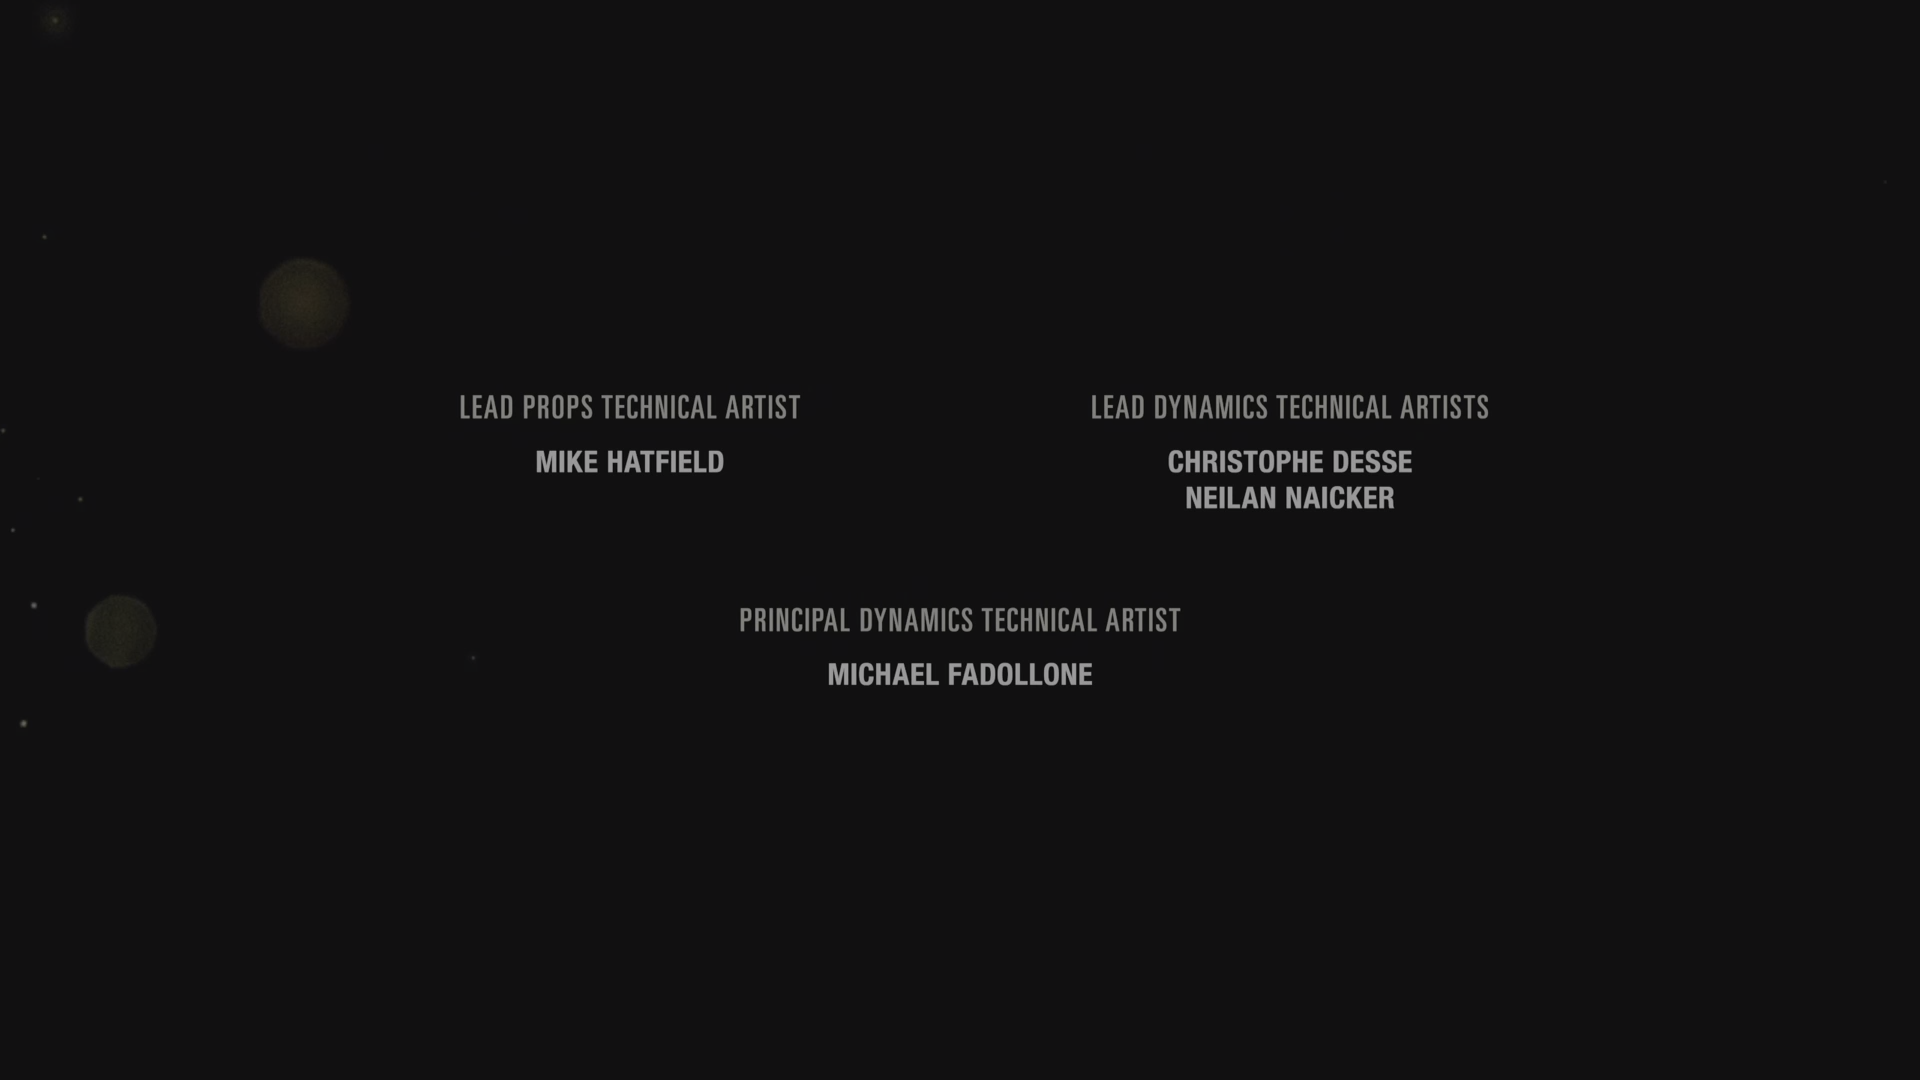 LEAD PROPS TECHNICAL ARTIST
MIKE HATFIELD
LEAD DYNAMICS TECHNICAL ARTISTS
CHRISTOPHE DESSE
NEILAN NAICKER
PRINCIPAL DYNAMICS TECHNICAL ARTIST
MICHAEL FADOLLONE